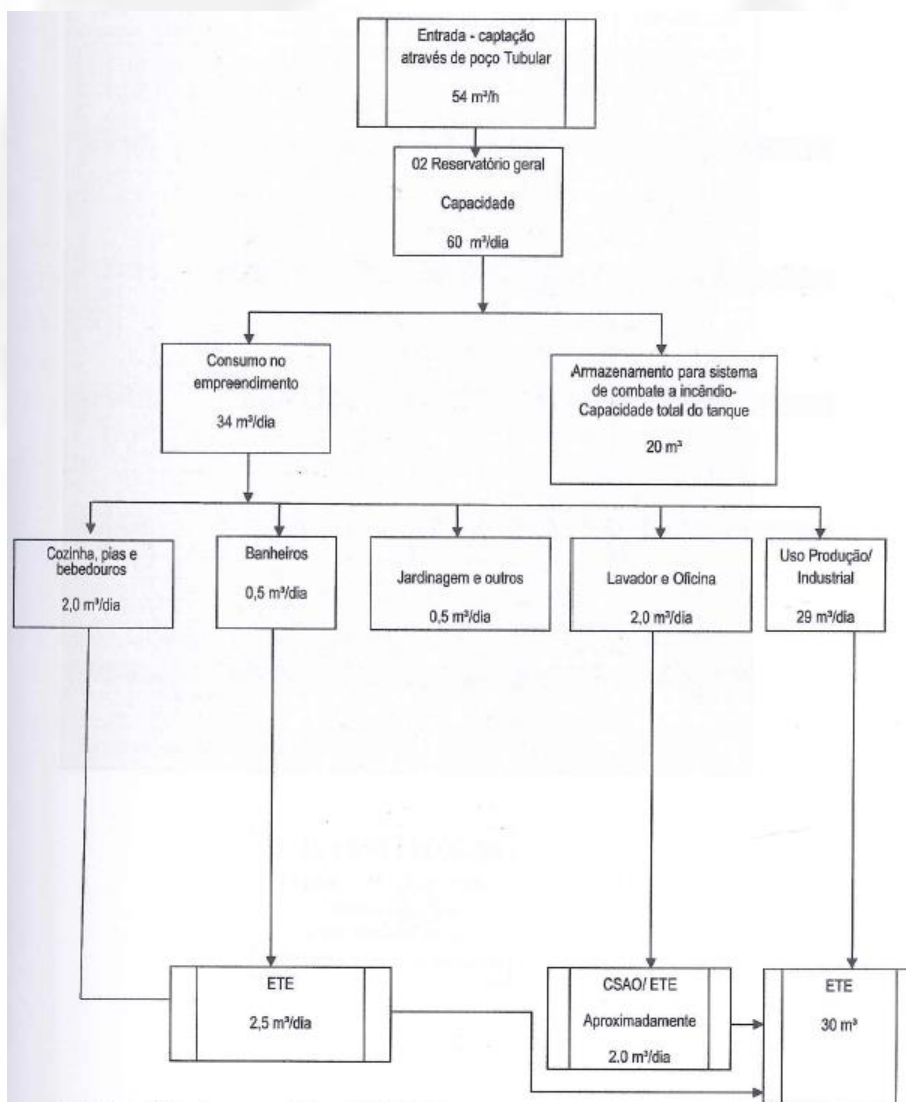 Entrada - captação
através de poço Tubular
54 m³/h
02 Reservatório geral
Capacidade
60 m³/dia
Consumo no
empreendimento
34 m³/dia
Armazenamento para sistema
de combate a incêndio-
Capacidade total do tanque
20 m³
Cozinha, pias e
bebedouros
2,0 m³/dia
Banheiros
0,5 m³/dia
Jardinagem e outros
0,5 m³/dia
Lavador e Oficina
2,0 m³/dia
Uso Produção/
Industrial
29 m³/dia
ETE
2,5 m³/dia
CSAO/ ETE
Aproximadamente
2.0 m³/dia
ETE
30 m³